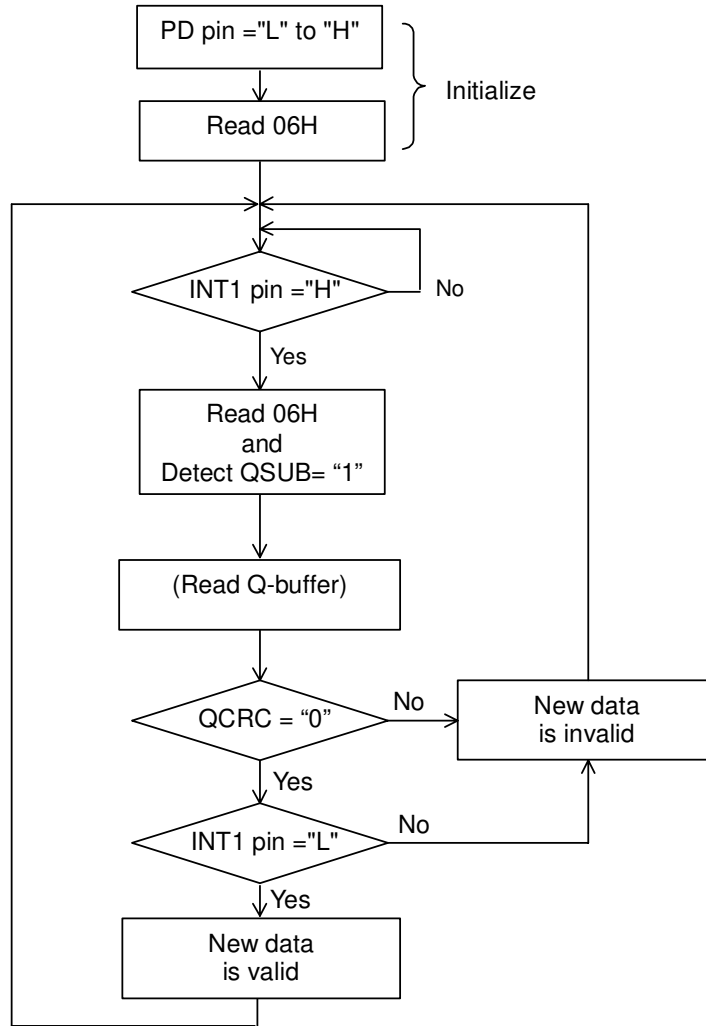 PD pin ="L" to "H"
Initialize
Read 06H
INT1 pin ="H"
No
Yes
Read 06H
and
Detect QSUB= “1”
(Read Q-buffer)
QCRC = “0”
No
New data
is invalid
Yes
INT1 pin ="L"
No
Yes
New data
is valid